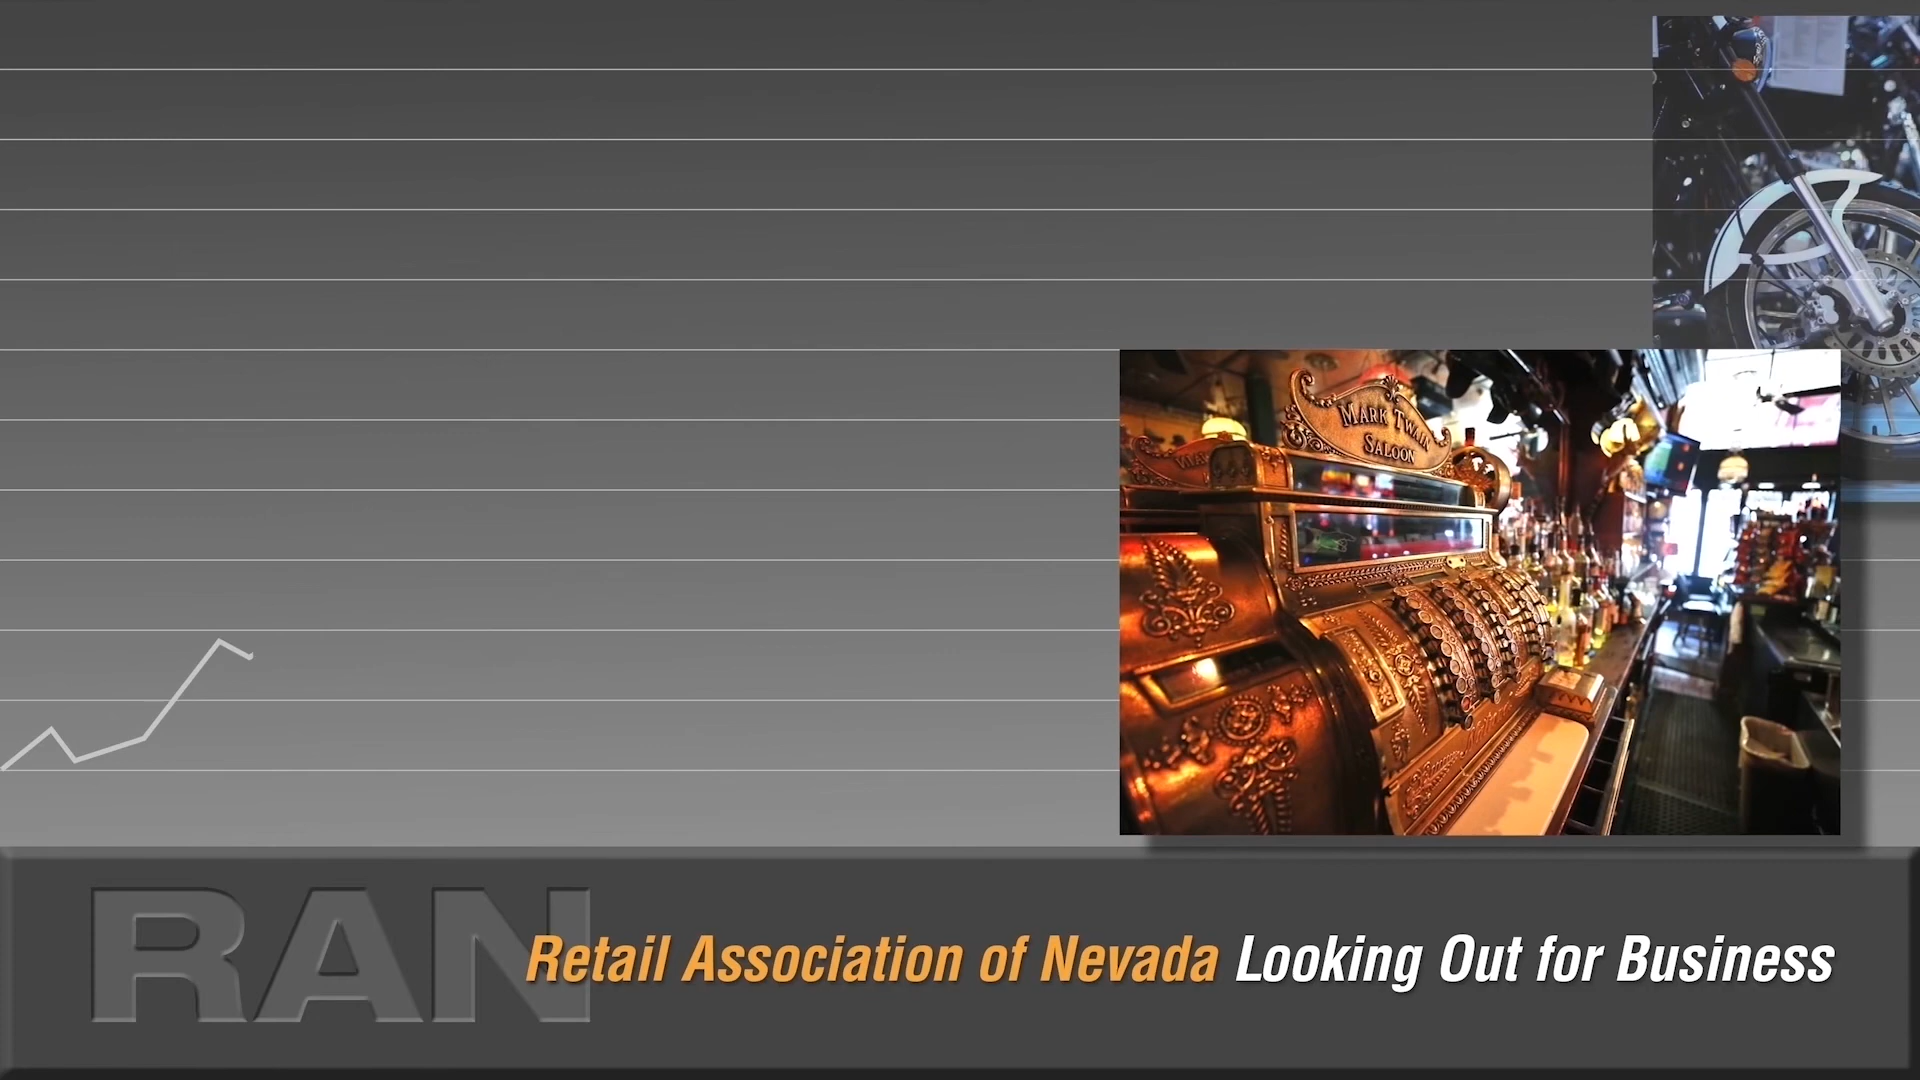 MARK TWAIN
SALOON
RAN
Retail Association of Nevada Looking Out for Business